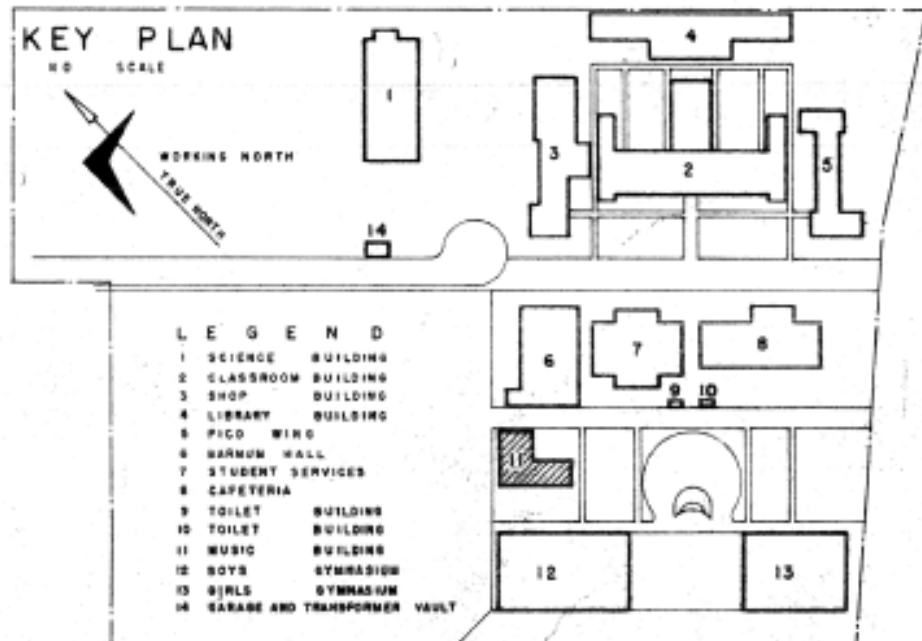 KEY PLAN
NO SCALE
WORKING NORTH
TRUE NORTH
1
2
3
4
5
14
6
7
8
9
10
11
12
13
LEGEND
1 SCIENCE BUILDING
2 CLASSROOM BUILDING
3 SHOP BUILDING
4 LIBRARY BUILDING
5 PICO WING
6 BARNUM HALL
7 STUDENT SERVICES
8 CAFETERIA
9 TOILET BUILDING
10 TOILET BUILDING
11 MUSIC BUILDING
12 BOYS GYMNASIUM
13 GIRLS GYMNASIUM
14 GARAGE AND TRANSFORMER VAULT